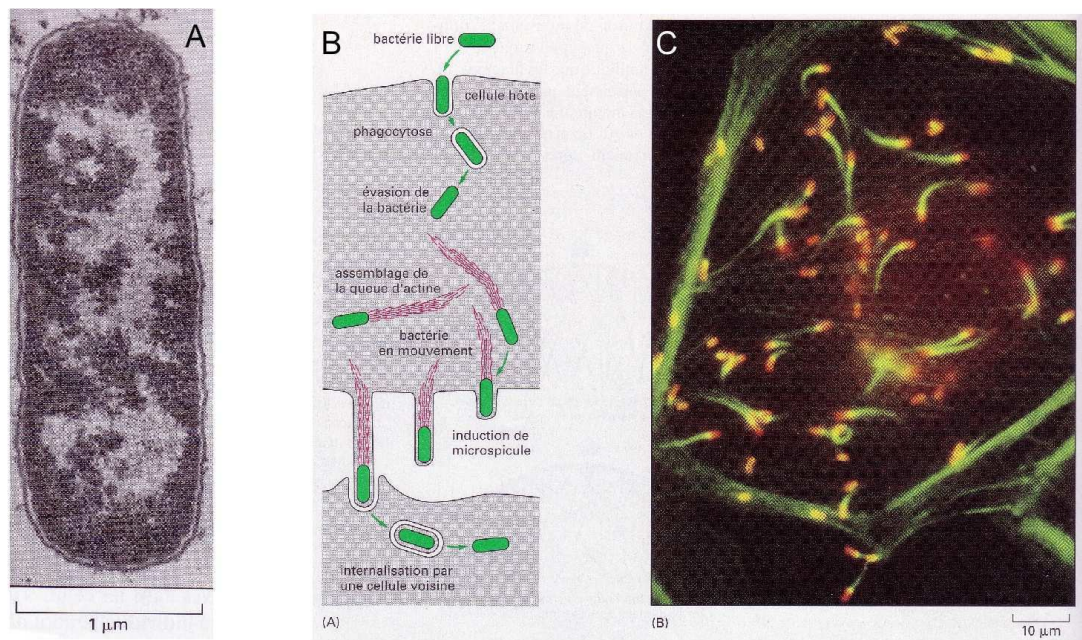 A
1 μm
B
bactérie libre
cellule hôte
phagocytose
évasion de
la bactérie
assemblage de
la queue d'actine
bactérie
en mouvement
induction de
microspicule
internalisation par
une cellule voisine
(A)
C
(B)
10 μm